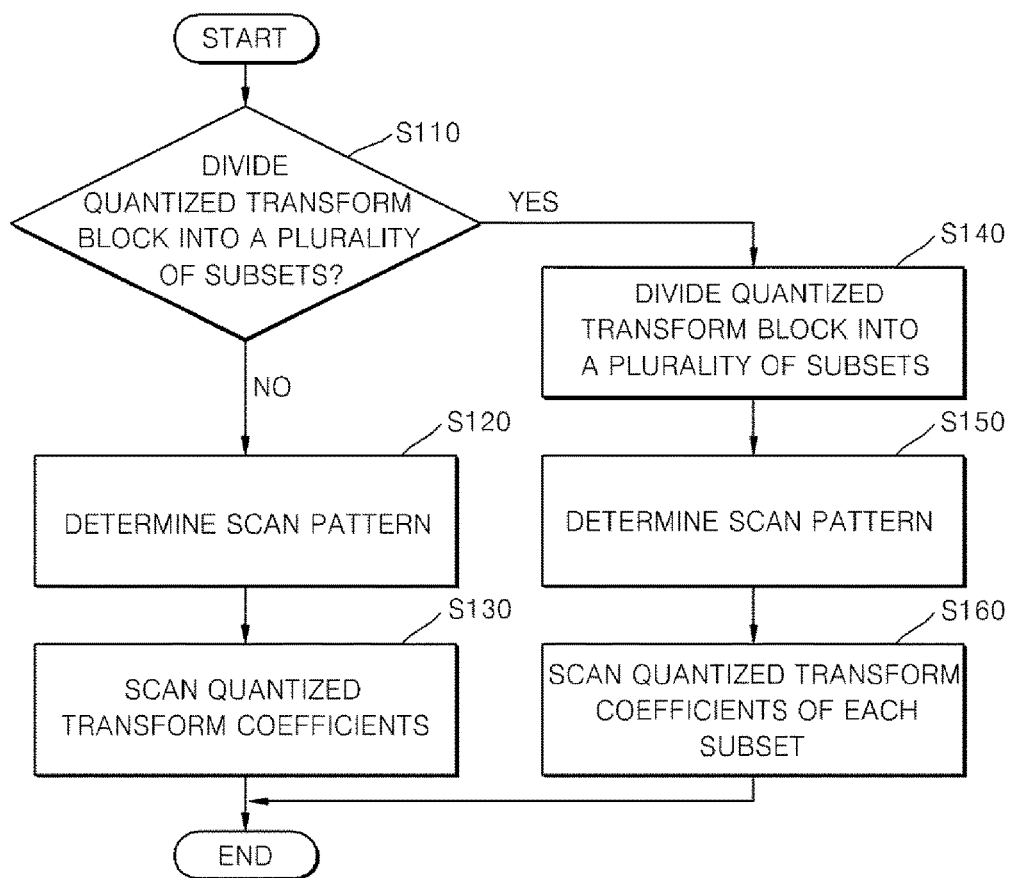 START
S110
DIVIDE
QUANTIZED TRANSFORM
BLOCK INTO A PLURALITY
OF SUBSETS?
YES
NO
S120
DETERMINE SCAN PATTERN
S130
SCAN QUANTIZED
TRANSFORM COEFFICIENTS
S140
DIVIDE QUANTIZED
TRANSFORM BLOCK INTO
A PLURALITY OF SUBSETS
S150
DETERMINE SCAN PATTERN
S160
SCAN QUANTIZED TRANSFORM
COEFFICIENTS OF EACH
SUBSET
END